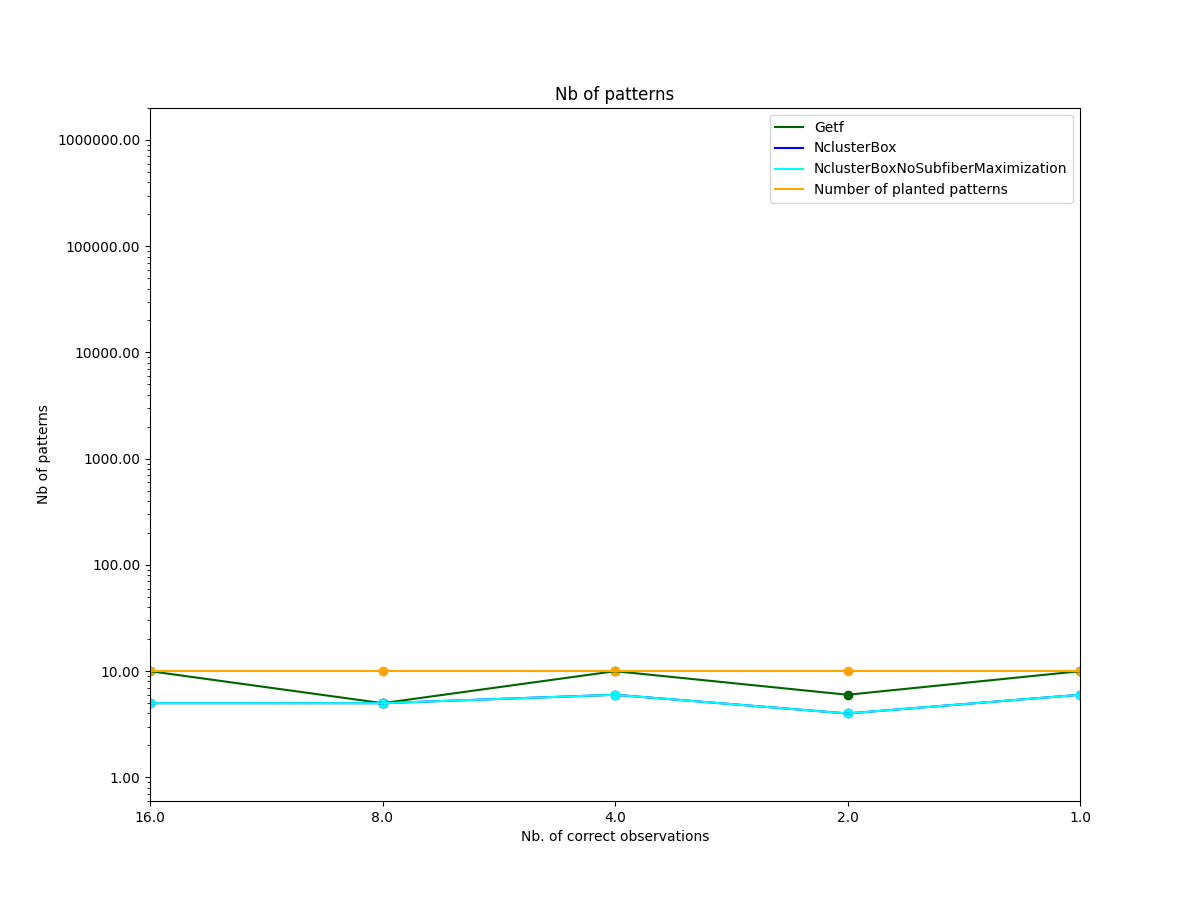 Nb of patterns
Getf
NclusterBox
NclusterBoxNoSubfiberMaximization
Number of planted patterns
1000000.00
100000.00
10000.00
1000.00
100.00
10.00
1.00
Nb of patterns
16.0 8.0 4.0 2.0 1.0
Nb. of correct observations